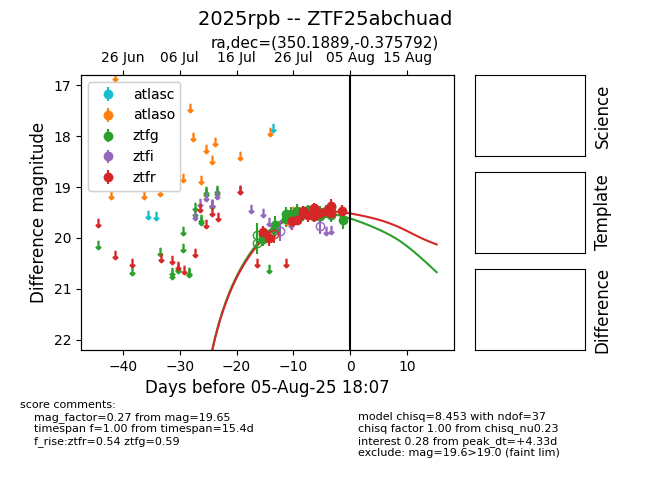 2025rpb -- ZTF25abchuad
ra,dec=(350.1889,-0.375792)
26 Jun 06 Jul 16 Jul 26 Jul 05 Aug 15 Aug
17
18
19
20
21
22
Difference magnitude
atlasc
atlaso
ztfg
ztfi
ztfr
−40 −30 −20 −10 0 10
Days before 05-Aug-25 18:07
Science
Template
Difference
score comments:
mag_factor=0.27 from mag=19.65
timespan f=1.00 from timespan=15.4d
f_rise:ztfr=0.54 ztfg=0.59
model chisq=8.453 with ndof=37
chisq factor 1.00 from chisq_nu0.23
interest 0.28 from peak_dt=+4.33d
exclude: mag=19.6>19.0 (faint lim)